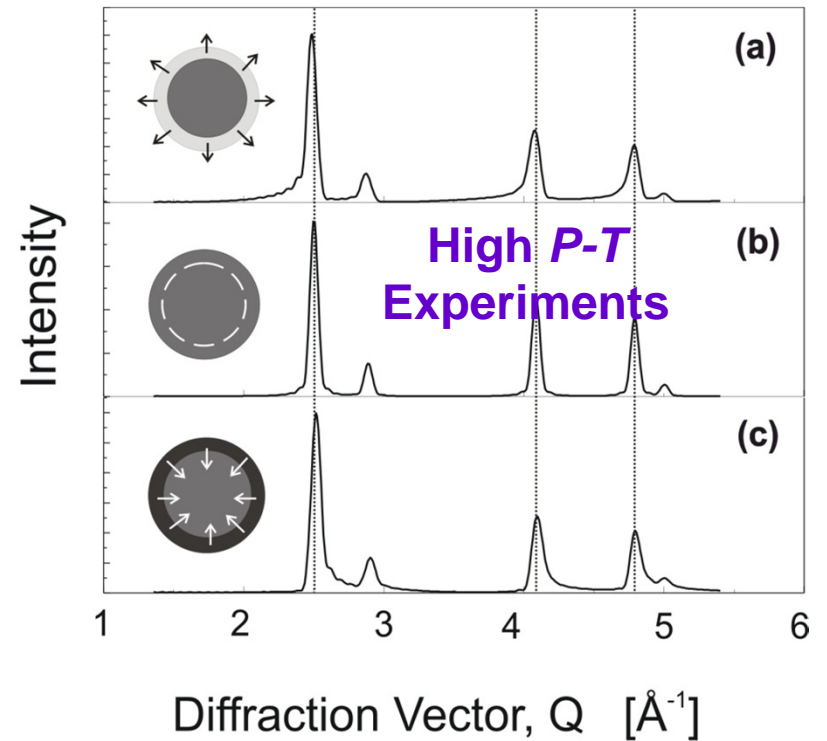 (a)
High P-T
Experiments
(b)
(c)
Intensity
1 2 3 4 5 6
Diffraction Vector, Q [Å⁻¹]